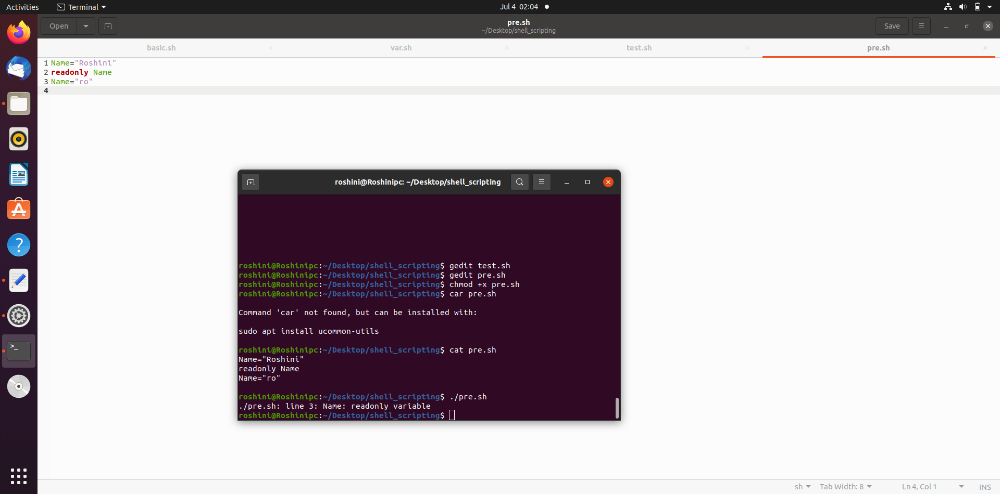 Activities Terminal Jul 4 02:04
Open pre.sh Save
~/Desktop/shell_scripting
basic.sh var.sh test.sh pre.sh
1 Name="Roshini"
2 readonly Name
3 Name="ro"
4
roshini@Roshinipc: ~/Desktop/shell_scripting
roshini@Roshinipc:~/Desktop/shell_scripting$ gedit test.sh
roshini@Roshinipc:~/Desktop/shell_scripting$ gedit pre.sh
roshini@Roshinipc:~/Desktop/shell_scripting$ chmod +x pre.sh
roshini@Roshinipc:~/Desktop/shell_scripting$ car pre.sh
Command 'car' not found, but can be installed with:
sudo apt install ucommon-utils
roshini@Roshinipc:~/Desktop/shell_scripting$ cat pre.sh
Name="Roshini"
readonly Name
Name="ro"
roshini@Roshinipc:~/Desktop/shell_scripting$ ./pre.sh
./pre.sh: line 3: Name: readonly variable
roshini@Roshinipc:~/Desktop/shell_scripting$
sh Tab Width: 8 Ln 4, Col 1 INS